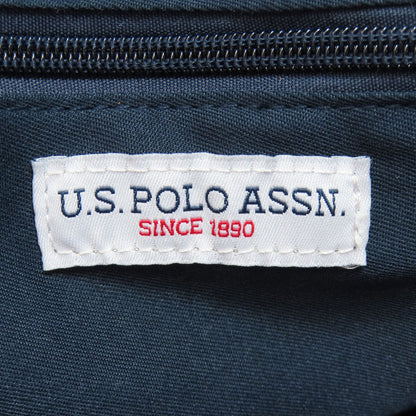 U.S. POLO ASSN.
SINCE 1890